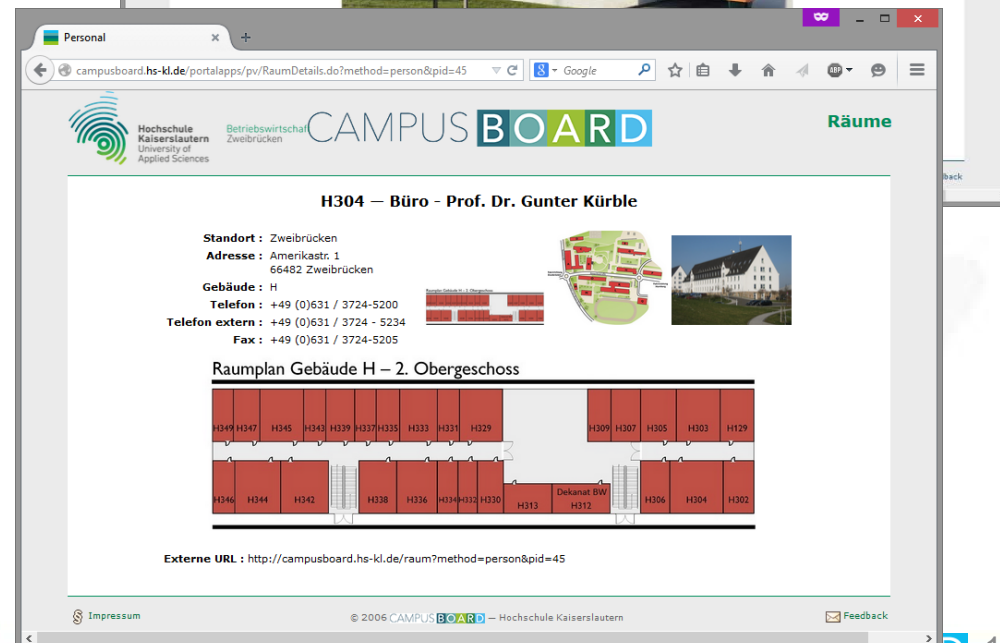 Personal
campusboard.hs-kl.de/portalapps/pv/RaumDetails.do?method=person&pid=45
Google
ABP
Hochschule
Kaiserslautern
University of
Applied Sciences
Betriebswirtschaf
Zweibrücken
CAMPUS BOARD
Räume
back
H304 — Büro - Prof. Dr. Gunter Kürble
Standort : Zweibrücken
Adresse : Amerikastr. 1
66482 Zweibrücken
Gebäude : H
Telefon : +49 (0)631 / 3724-5200
Telefon extern : +49 (0)631 / 3724 - 5234
Fax : +49 (0)631 / 3724-5205
Raumplan Gebäude H – 2. Obergeschoss
H349 H347 H345 H343 H339 H337 H335 H333 H331 H329 H309 H307 H305 H303 H129
H346 H344 H342 H338 H336 H334 H332 H330 H313 Dekanat BW H312 H306 H304 H302
Externe URL : http://campusboard.hs-kl.de/raum?method=person&pid=45
Impressum
© 2006 CAMPUS BOARD — Hochschule Kaiserslautern
Feedback